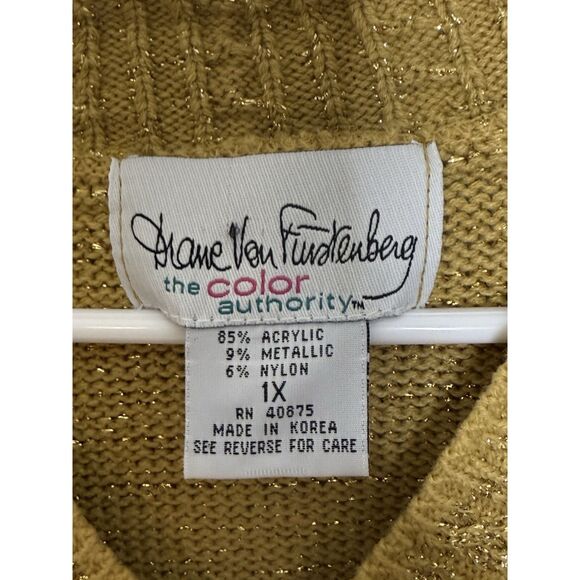 Diane Von Furstenberg
the color
authority™
85% ACRYLIC
9% METALLIC
6% NYLON
1X
RN 40875
MADE IN KOREA
SEE REVERSE FOR CARE